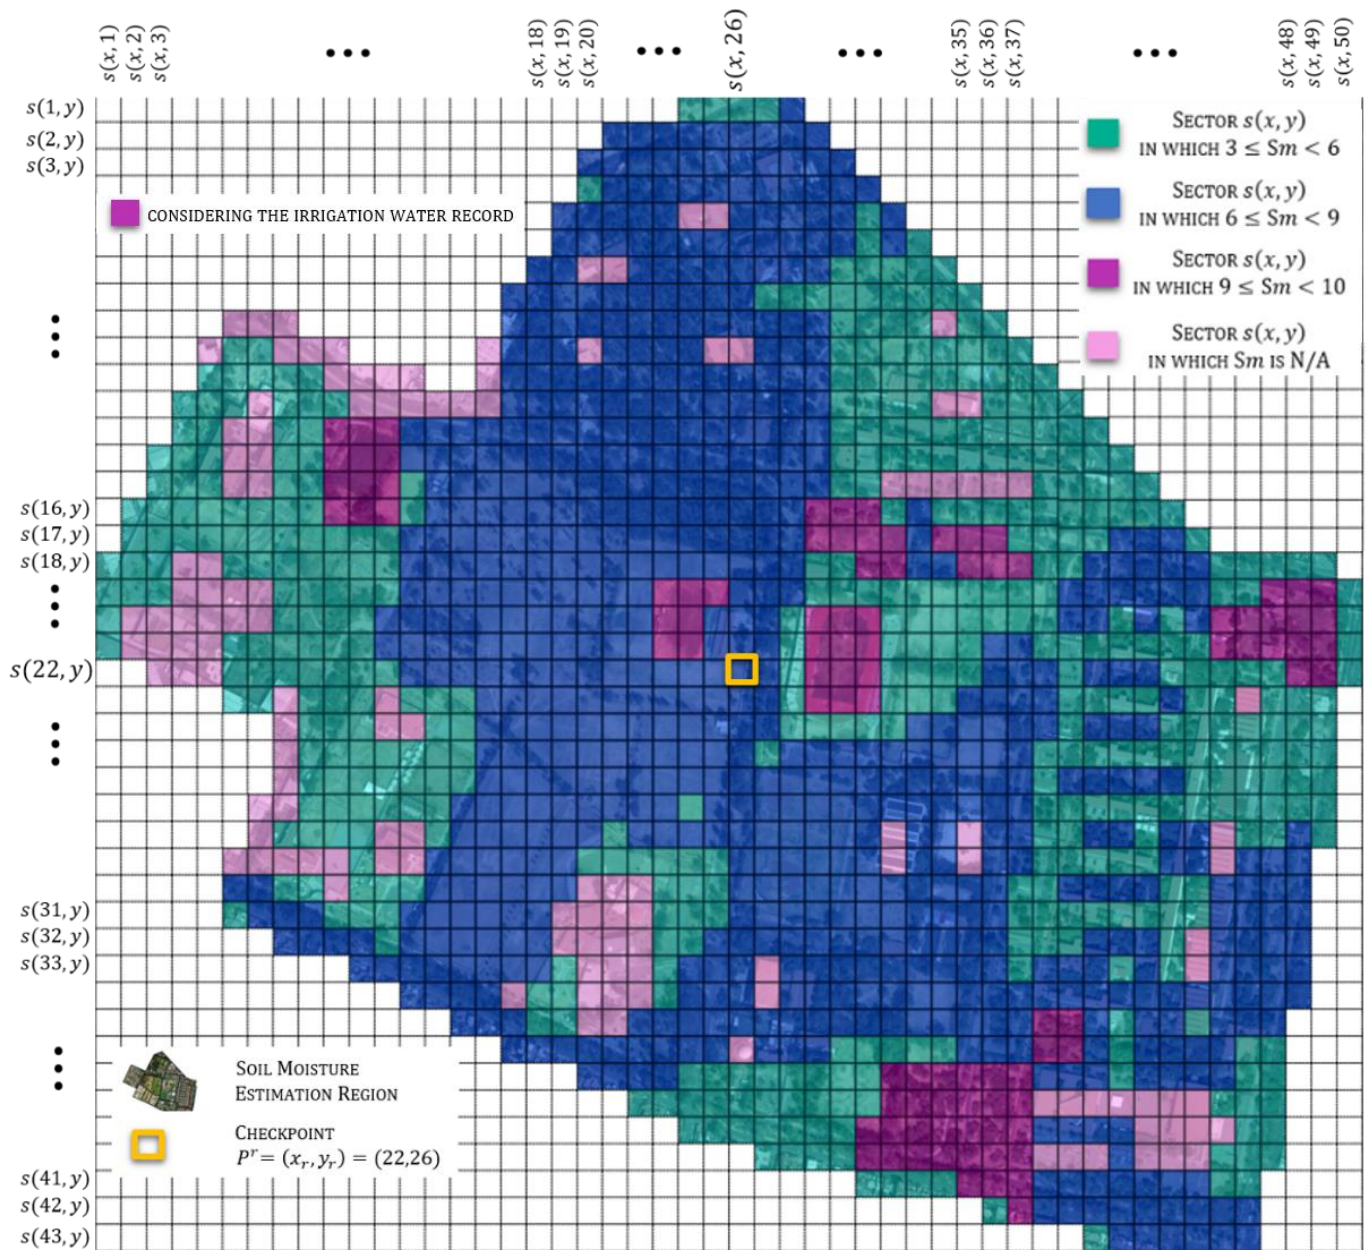 s(x, 1)
s(x, 2)
s(x, 3)
•••
s(x, 18)
s(x, 19)
s(x, 20)
•••
s(x, 26)
•••
s(x, 35)
s(x, 36)
s(x, 37)
•••
s(x, 48)
s(x, 49)
s(x, 50)
s(1, y)
s(2, y)
s(3, y)
SECTOR s(x, y)
IN WHICH 3 ≤ Sm < 6
SECTOR s(x, y)
IN WHICH 6 ≤ Sm < 9
SECTOR s(x, y)
IN WHICH 9 ≤ Sm < 10
SECTOR s(x, y)
IN WHICH Sm IS N/A
CONSIDERING THE IRRIGATION WATER RECORD
s(16, y)
s(17, y)
s(18, y)
s(22, y)
s(31, y)
s(32, y)
s(33, y)
SOIL MOISTURE
ESTIMATION REGION
CHECKPOINT
P^r = (x_r, y_r) = (22,26)
s(41, y)
s(42, y)
s(43, y)